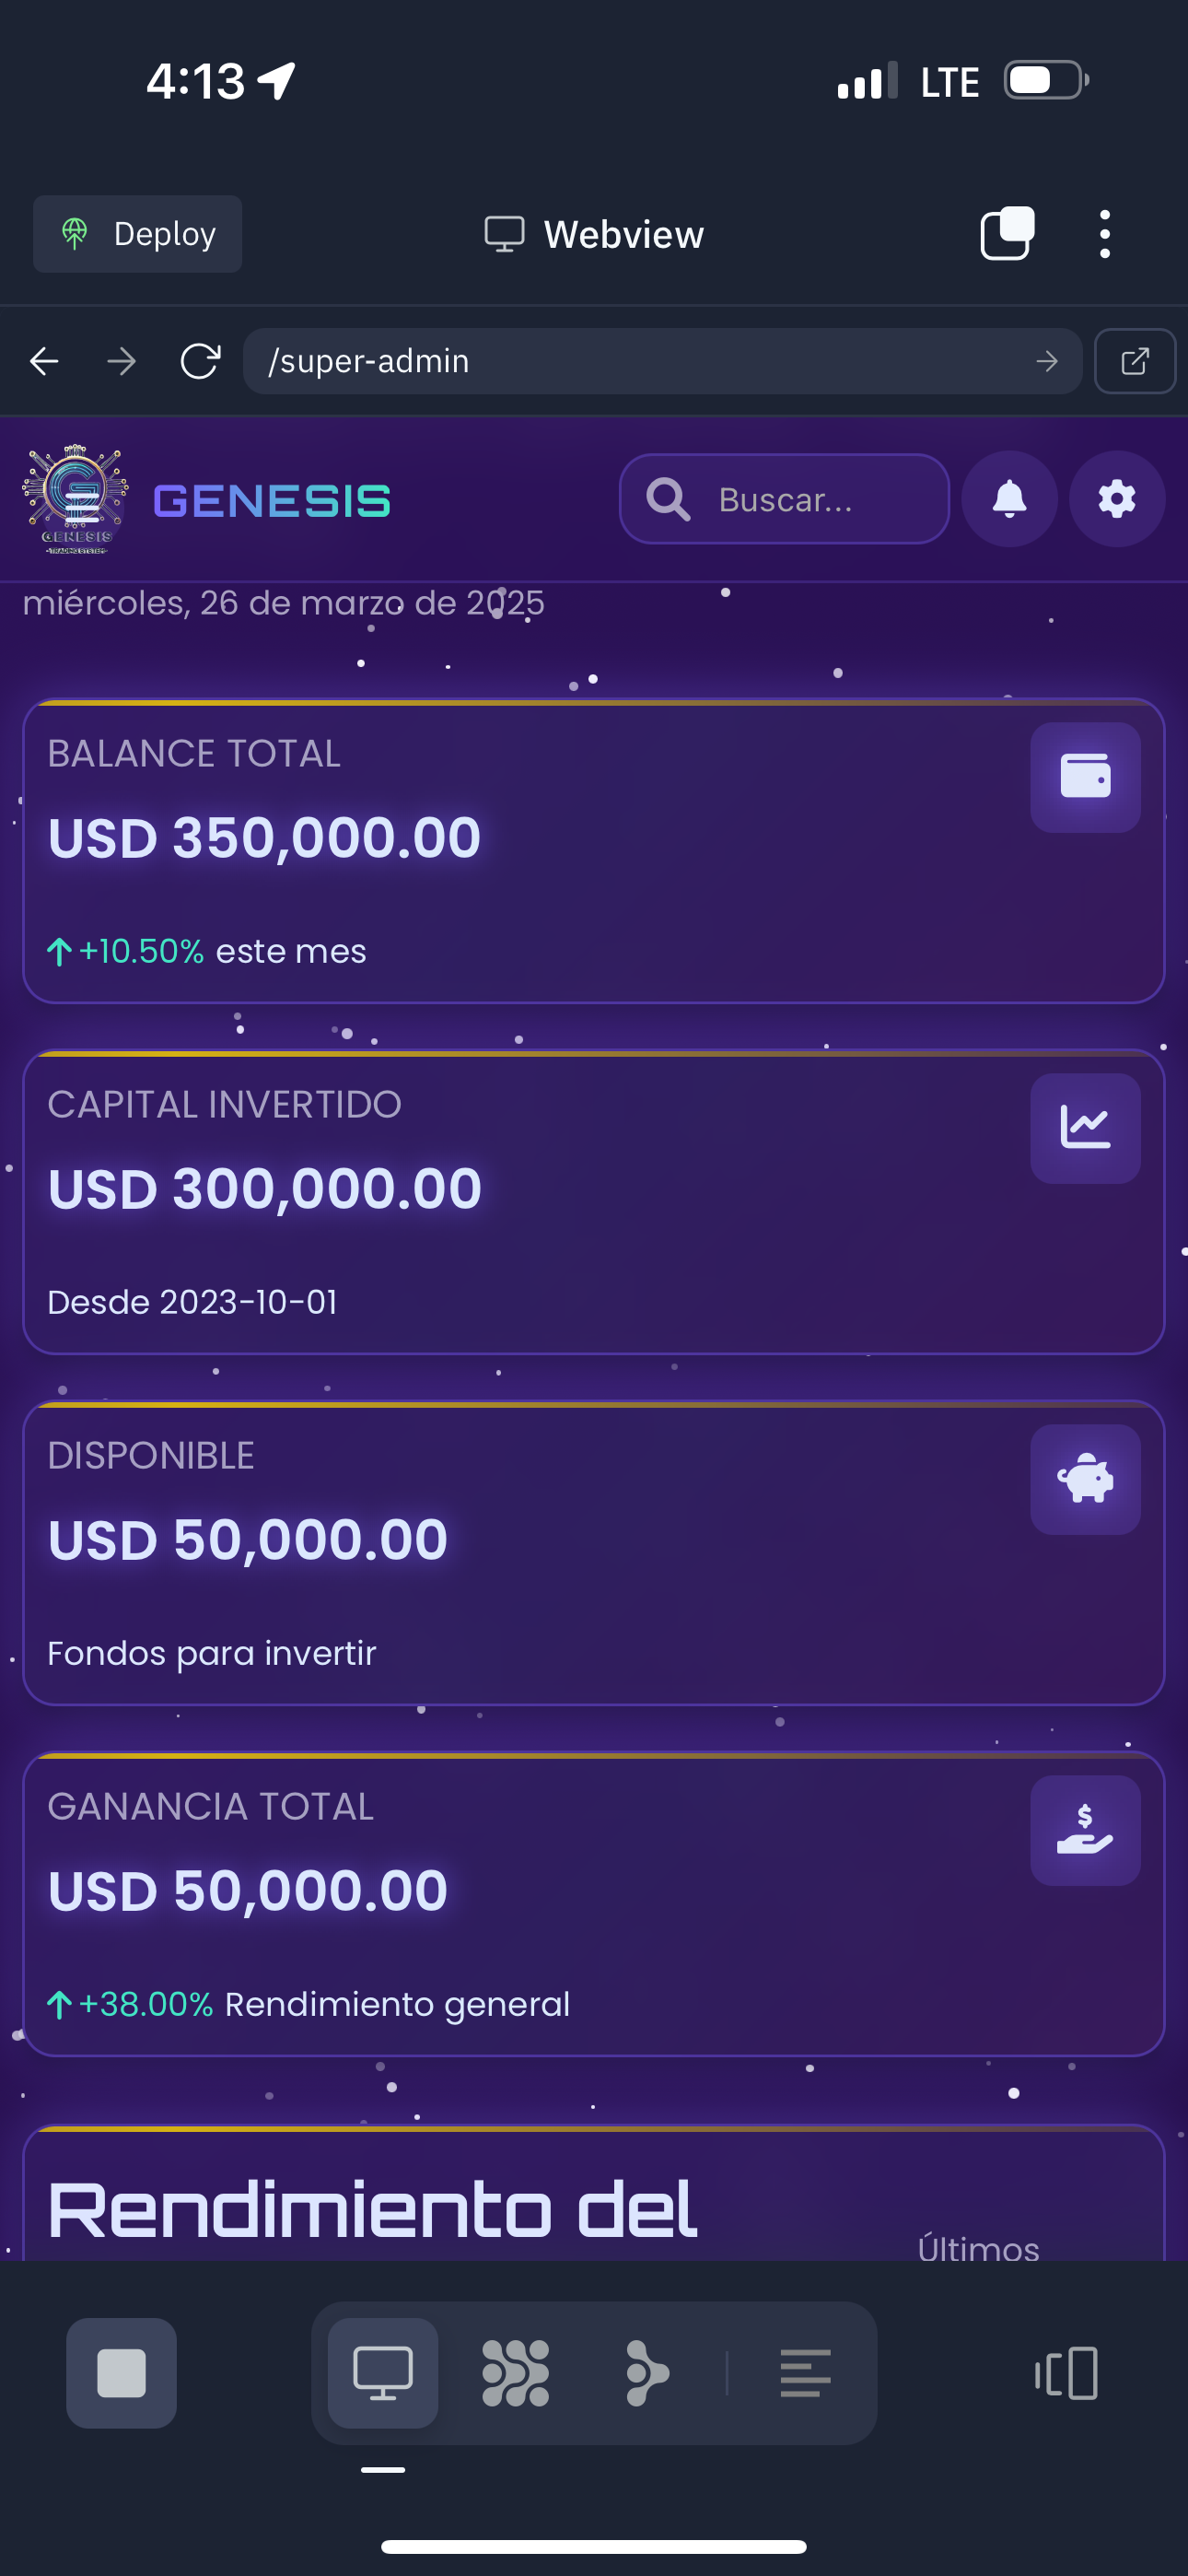 4:13
LTE
Deploy
Webview
/super-admin
GENESIS
GENESIS
Buscar...
miércoles, 26 de marzo de 2025
BALANCE TOTAL
USD 350,000.00
+10.50% este mes
CAPITAL INVERTIDO
USD 300,000.00
Desde 2023-10-01
DISPONIBLE
USD 50,000.00
Fondos para invertir
GANANCIA TOTAL
USD 50,000.00
+38.00% Rendimiento general
Rendimiento del
Últimos